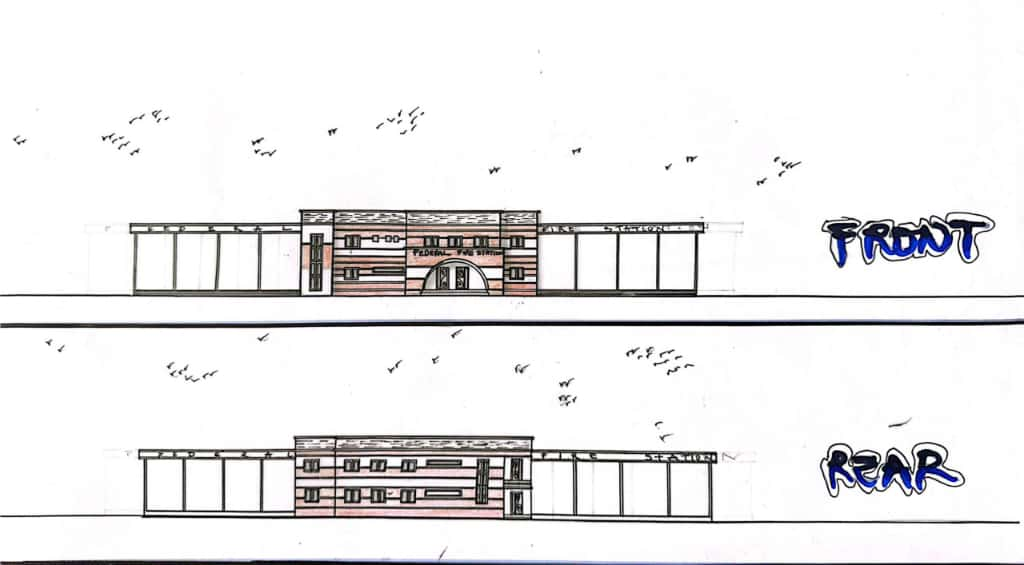 FEDERAL FIRE STATION
FEDERAL FIRE STATION
FRONT
FEDERAL FIRE STATION
REAR